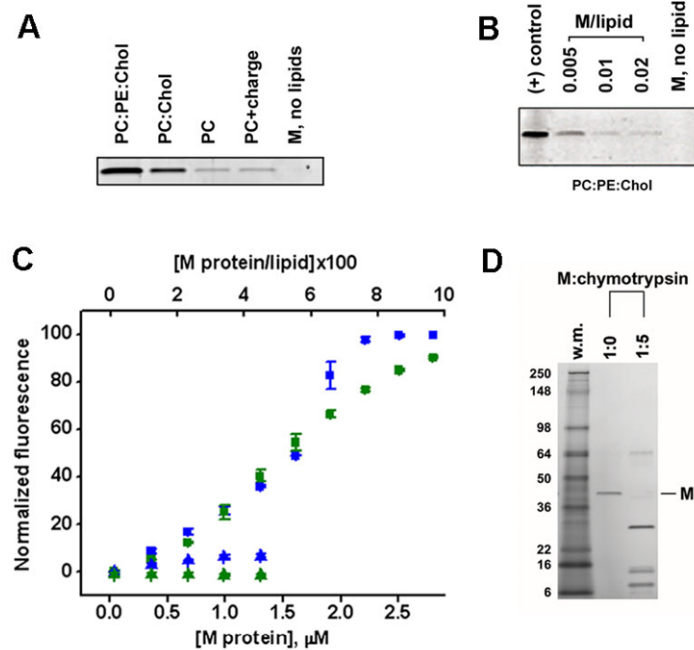 A
PC:PE:Chol
PC:Chol
PC
PC+charge
M, no lipids
B
(+) control
M/lipid
0.005
0.01
0.02
M, no lipid
PC:PE:Chol
C
[M protein/lipid]x100
0 2 4 6 8 10
Normalized fluorescence
100
80
60
40
20
0
0.0 0.5 1.0 1.5 2.0 2.5
[M protein], μM
D
M:chymotrypsin
w.m.
1:0
1:5
250
148
98
64
50
36
22
16
6
M